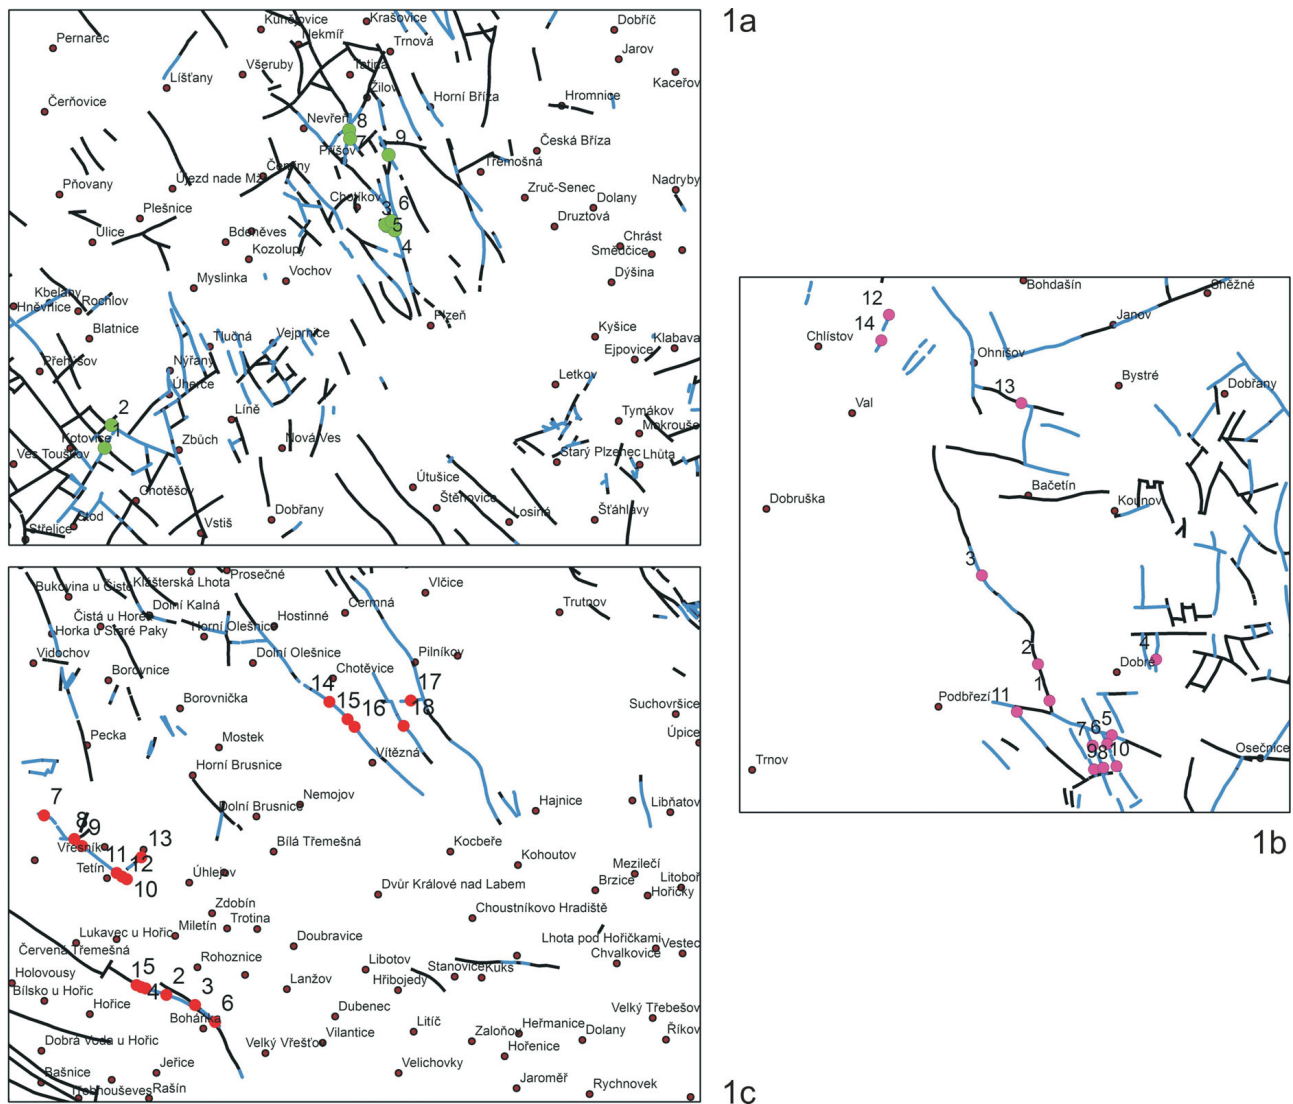 1a
Kunějovice
Krašovice
Dobříč
Pernarec
Nekmíř
Trnová
Jarov
Všeruby
Tatiná
Kaceřov
Líšťany
Žilov
Horní Bříza
Hromnice
Čerňovice
Nevřeň
8
7
9
Česká Bříza
Příšov
Třemošná
Čeminy
Újezd nade Mží
Pňovany
Chotíkov
Zruč-Senec
Nadryby
Plešnice
3
6
Dolany
5
Druztová
Úlice
Bdeněves
4
Chrást
Kozolupy
Smědčice
Myslinka
Vochov
Dýšina
Kbelany
Hněvnice
Rochlov
Plzeň
Blatnice
Tlučná
Vejprnice
Kyšice
Klabava
Přehýšov
Nýřany
Ejpovice
Úherce
Letkov
2
Líně
Tymákov
1
Kotovice
Zbůch
Nová Ves
Mokrouše
Ves Touškov
Starý Plzenec
Lhůta
Útušice
Chotěšov
Štěnovice
Stod
Dobřany
Losiná
Šťáhlavy
Střelice
Vstiš
1b
Bohdašín
Sněžné
12
14
Janov
Chlístov
Ohnišov
13
Bystré
Dobřany
Val
Bačetín
Dobruška
Kounov
3
2
4
Dobré
1
Podbřezí
11
7
6
5
9
8
10
Osečnice
Trnov
1c
Bukovina u Čisté
Klášterská Lhota
Prosečné
Vlčice
Čistá u Horek
Dolní Kalná
Hostinné
Čermná
Trutnov
Horka u Staré Paky
Horní Olešnice
Vidochov
Dolní Olešnice
Pilníkov
Borovnice
Chotěvice
17
14
15
16
18
Borovnička
Suchovršice
Pecka
Mostek
Vítězná
Úpice
Horní Brusnice
7
Dolní Brusnice
Nemojov
Hajnice
Libňatov
8
9
13
Vřesník
Bílá Třemešná
Kocbeře
11
12
Tetín
10
Úhlejov
Kohoutov
Mezilečí
Brzice
Litoboř
Hořičky
Dvůr Králové nad Labem
Zdobín
Choustníkovo Hradiště
Trotina
Lukavec u Hořic
Miletín
Doubravice
Lhota pod Hořičkami
Vestec
Červená Třemešná
Rohoznice
Chvalkovice
Holovousy
15
2
Libotov
Stanovice
Kuks
Bílsko u Hořic
4
3
Lanžov
Hřibojedy
Hořice
6
Dubenec
Velký Třebešov
Bohánka
Vilantice
Litíč
Zaloňov
Heřmanice
Dolany
Říkov
Dobrá Voda u Hořic
Velký Vřešťov
Hořenice
Jeřice
Velichovky
Bašnice
Jaroměř
Třebnouševes
Rašín
Rychnovek